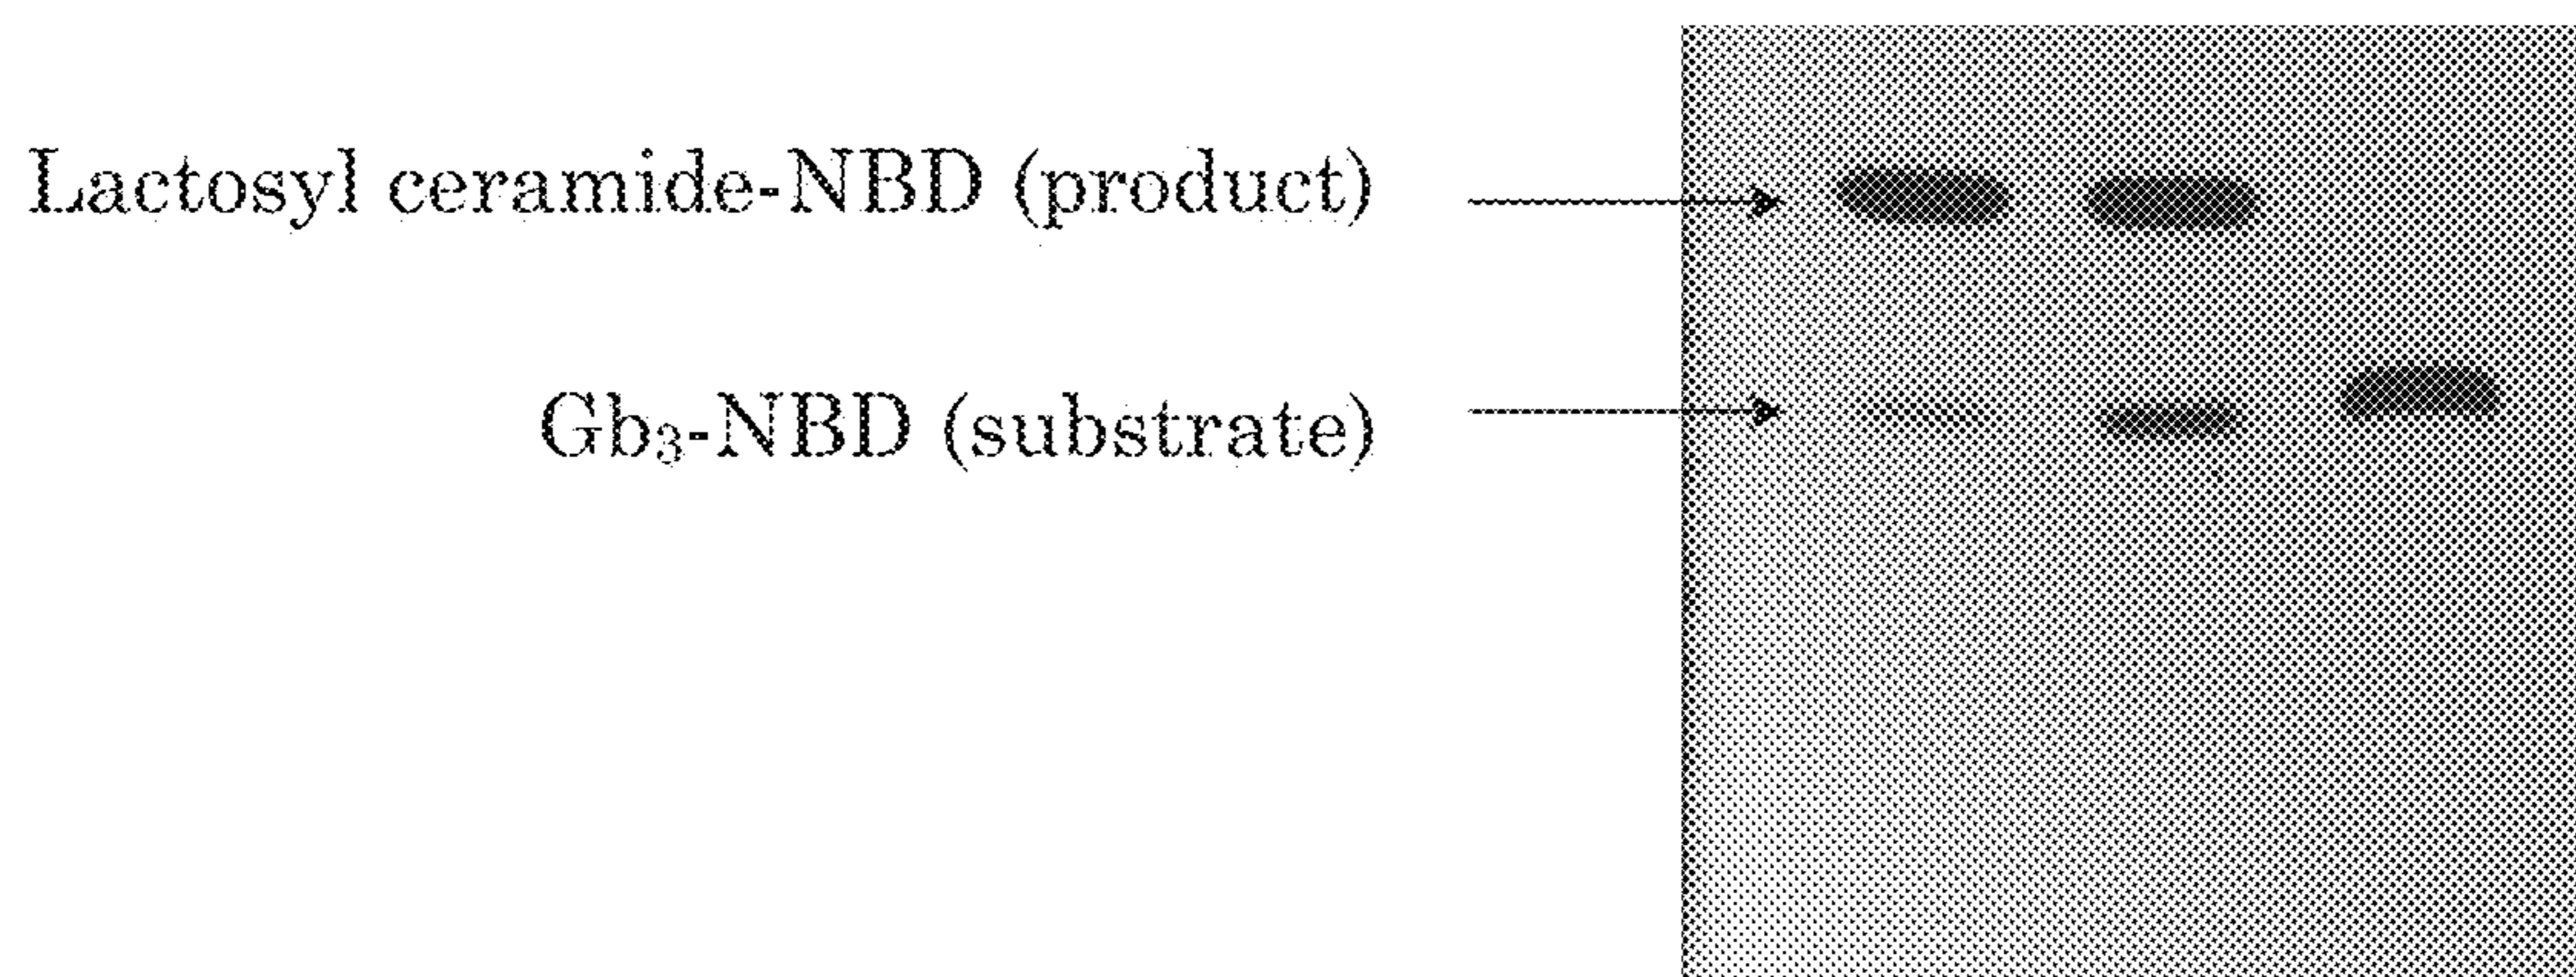 Lactosyl ceramide-NBD (product)
Gb₃-NBD (substrate)